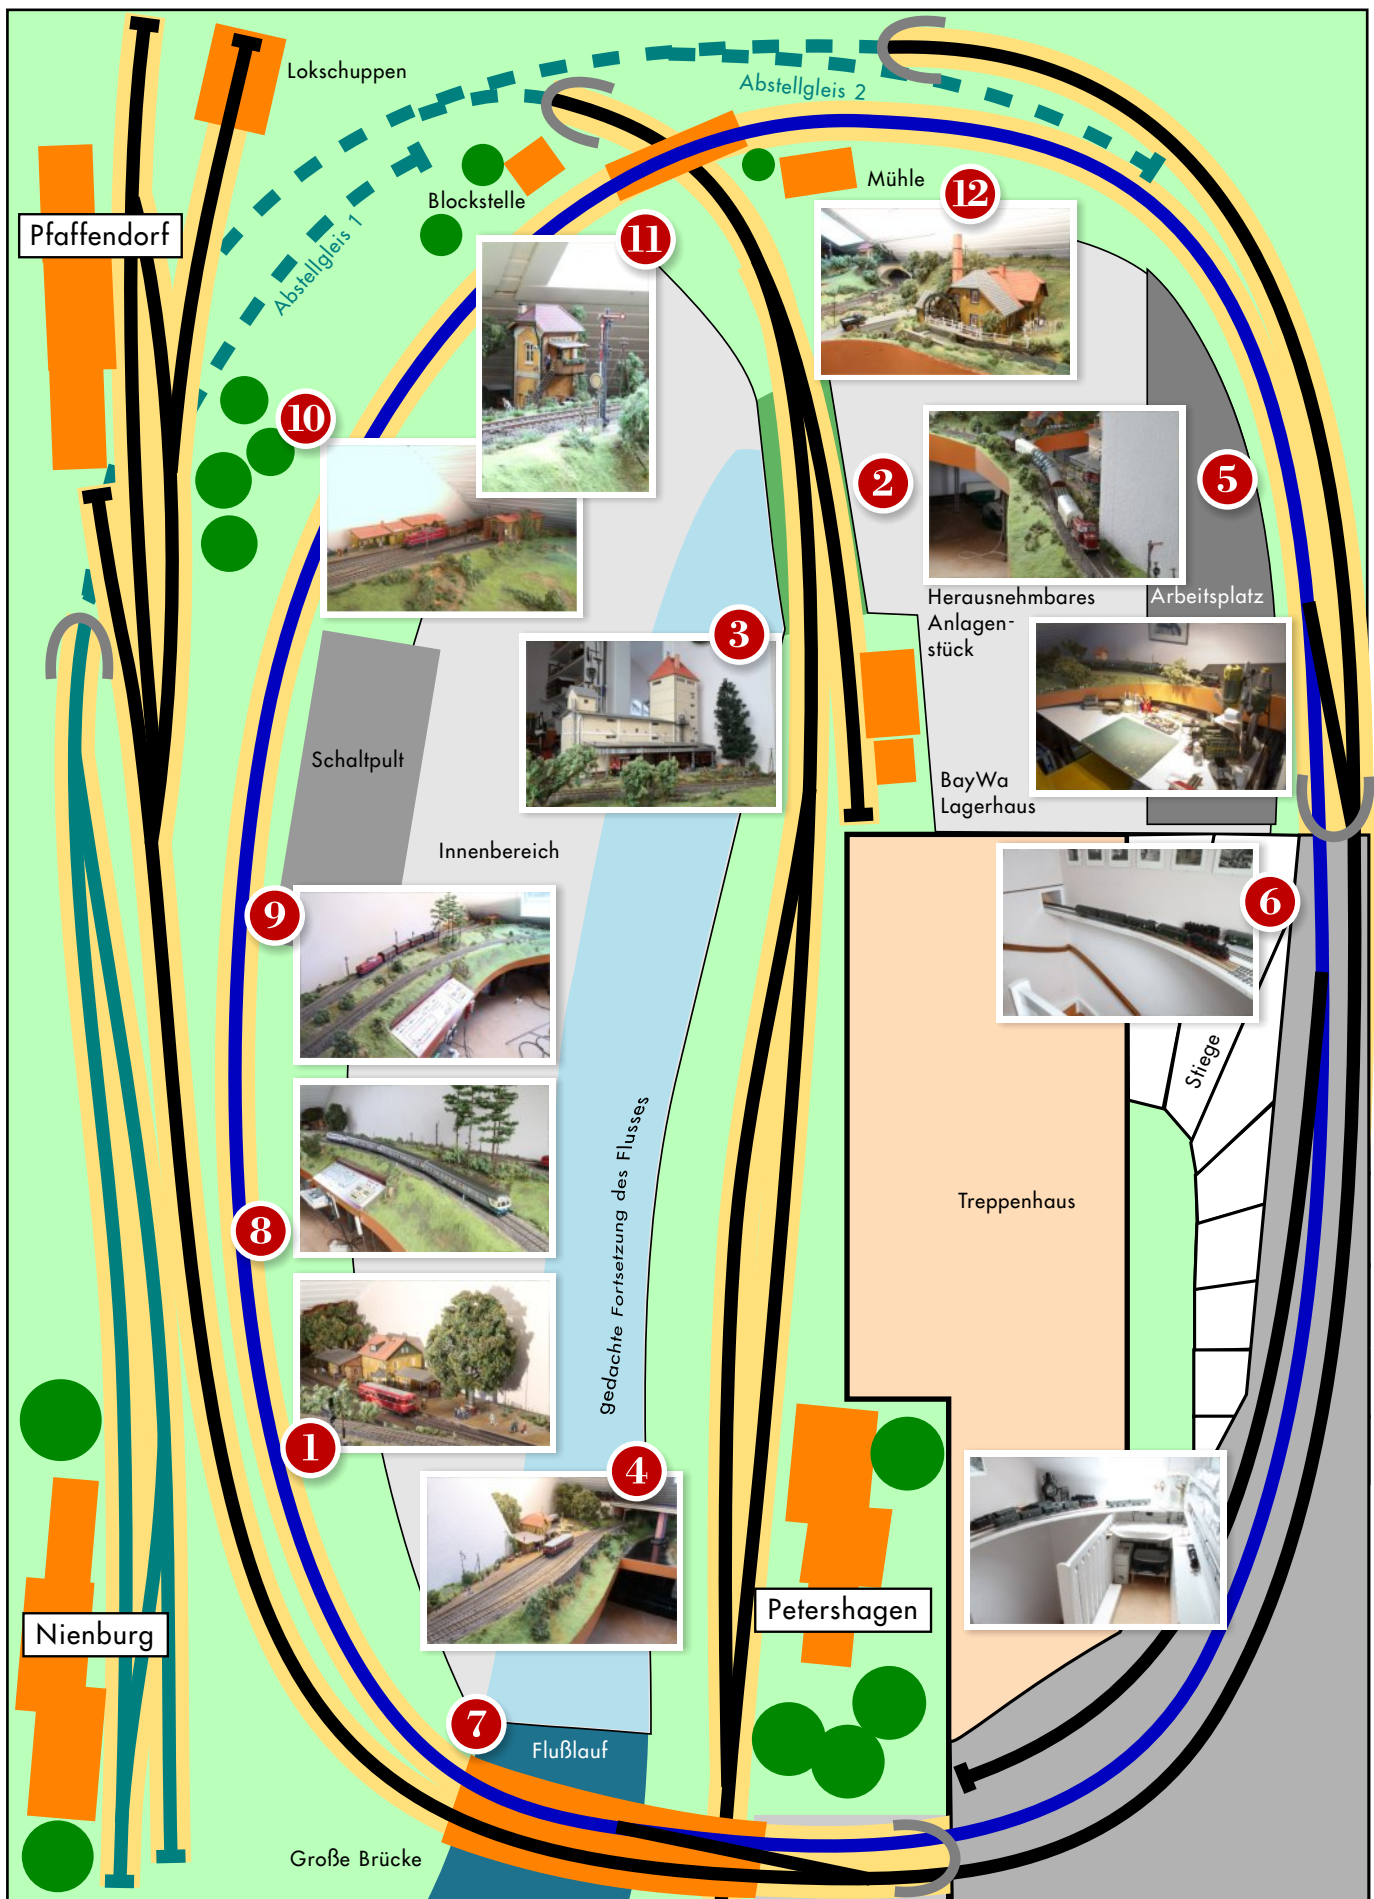 Lokschuppen
Abstellgleis 2
Mühle
12
Blockstelle
Pfaffendorf
11
Abstellgleis 1
10
2
5
Herausnehmbares
Anlagen-
stück
Arbeitsplatz
3
Schaltpult
BayWa
Lagerhaus
Innenbereich
9
6
Stiege
gedachte Fortsetzung des Flusses
Treppenhaus
8
1
4
Petershagen
Nienburg
7
Flußlauf
Große Brücke